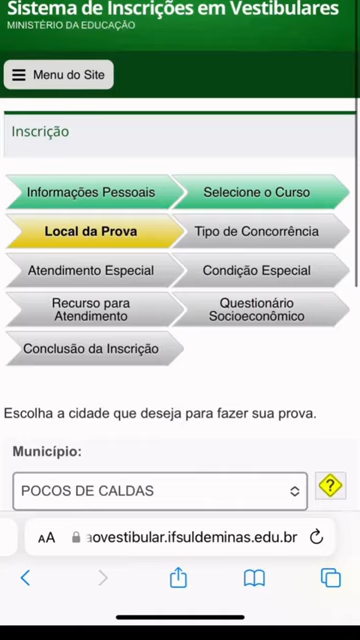 Sistema de Inscrições em Vestibulares
MINISTÉRIO DA EDUCAÇÃO
Menu do Site
Inscrição
Informações Pessoais
Selecione o Curso
Local da Prova
Tipo de Concorrência
Atendimento Especial
Condição Especial
Recurso para
Atendimento
Questionário
Socioeconômico
Conclusão da Inscrição
Escolha a cidade que deseja para fazer sua prova.
Município:
POCOS DE CALDAS
?
AA
aovestibular.ifsuldeminas.edu.br